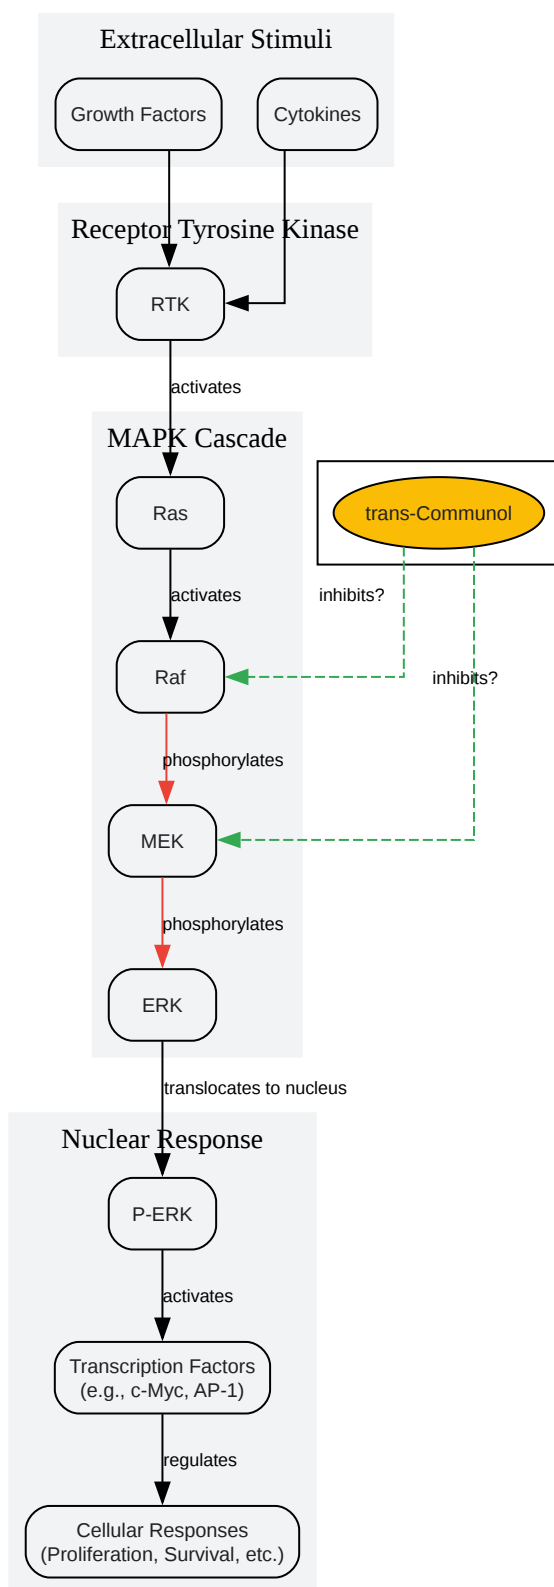 Extracellular Stimuli
Growth Factors
Cytokines
Receptor Tyrosine Kinase
RTK
activates
MAPK Cascade
Ras
trans-Communol
activates
inhibits?
Raf
inhibits?
phosphorylates
MEK
phosphorylates
ERK
translocates to nucleus
Nuclear Response
P-ERK
activates
Transcription Factors
(e.g., c-Myc, AP-1)
regulates
Cellular Responses
(Proliferation, Survival, etc.)